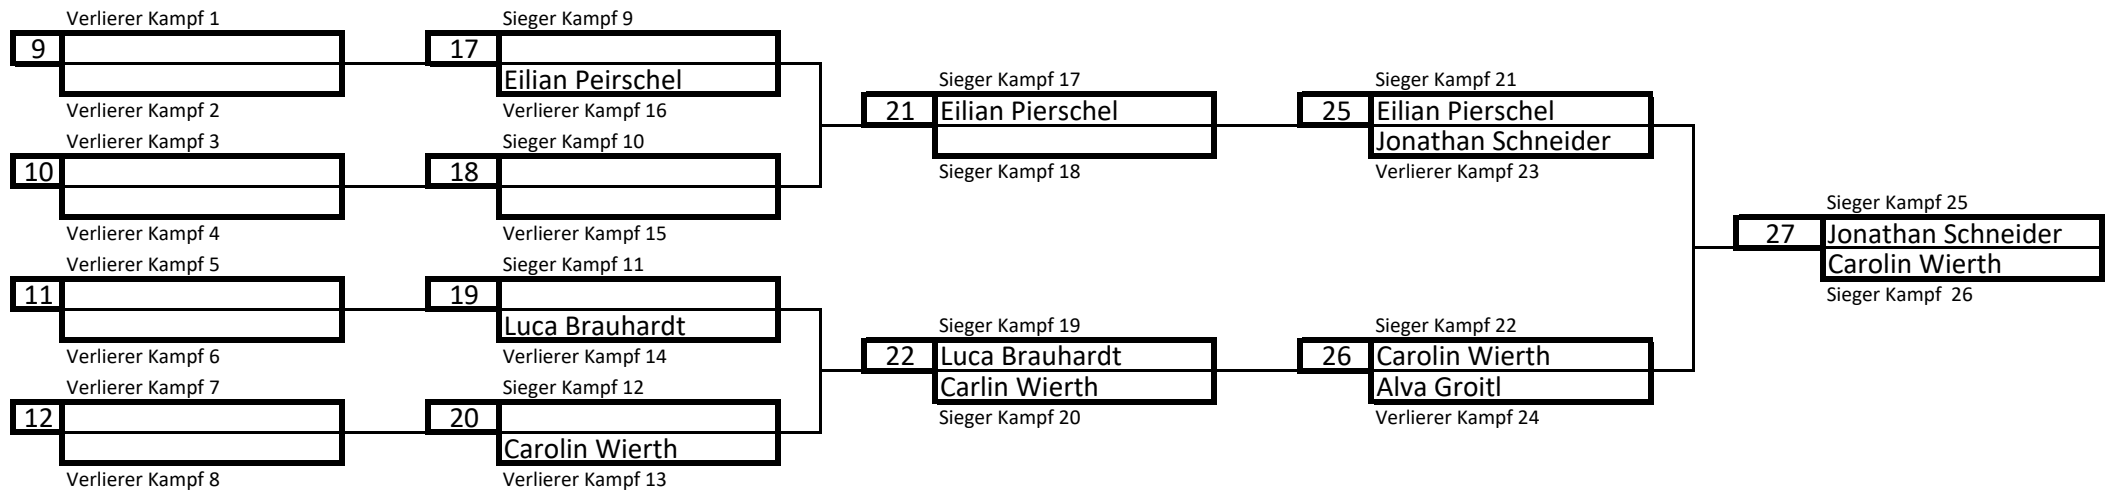 Verlierer Kampf 1
9
Verlierer Kampf 2
Verlierer Kampf 3
10
Verlierer Kampf 4
Verlierer Kampf 5
11
Verlierer Kampf 6
Verlierer Kampf 7
12
Verlierer Kampf 8
Sieger Kampf 9
17
Eilian Peirschel
Verlierer Kampf 16
Sieger Kampf 10
18
Verlierer Kampf 15
Sieger Kampf 11
19
Luca Brauhardt
Verlierer Kampf 14
Sieger Kampf 12
20
Carolin Wierth
Verlierer Kampf 13
Sieger Kampf 17
21 Eilian Pierschel
Sieger Kampf 18
Sieger Kampf 19
22 Luca Brauhardt
Carlin Wierth
Sieger Kampf 20
Sieger Kampf 21
25 Eilian Pierschel
Jonathan Schneider
Verlierer Kampf 23
Sieger Kampf 22
26 Carolin Wierth
Alva Groitl
Verlierer Kampf 24
Sieger Kampf 25
27 Jonathan Schneider
Carolin Wierth
Sieger Kampf 26